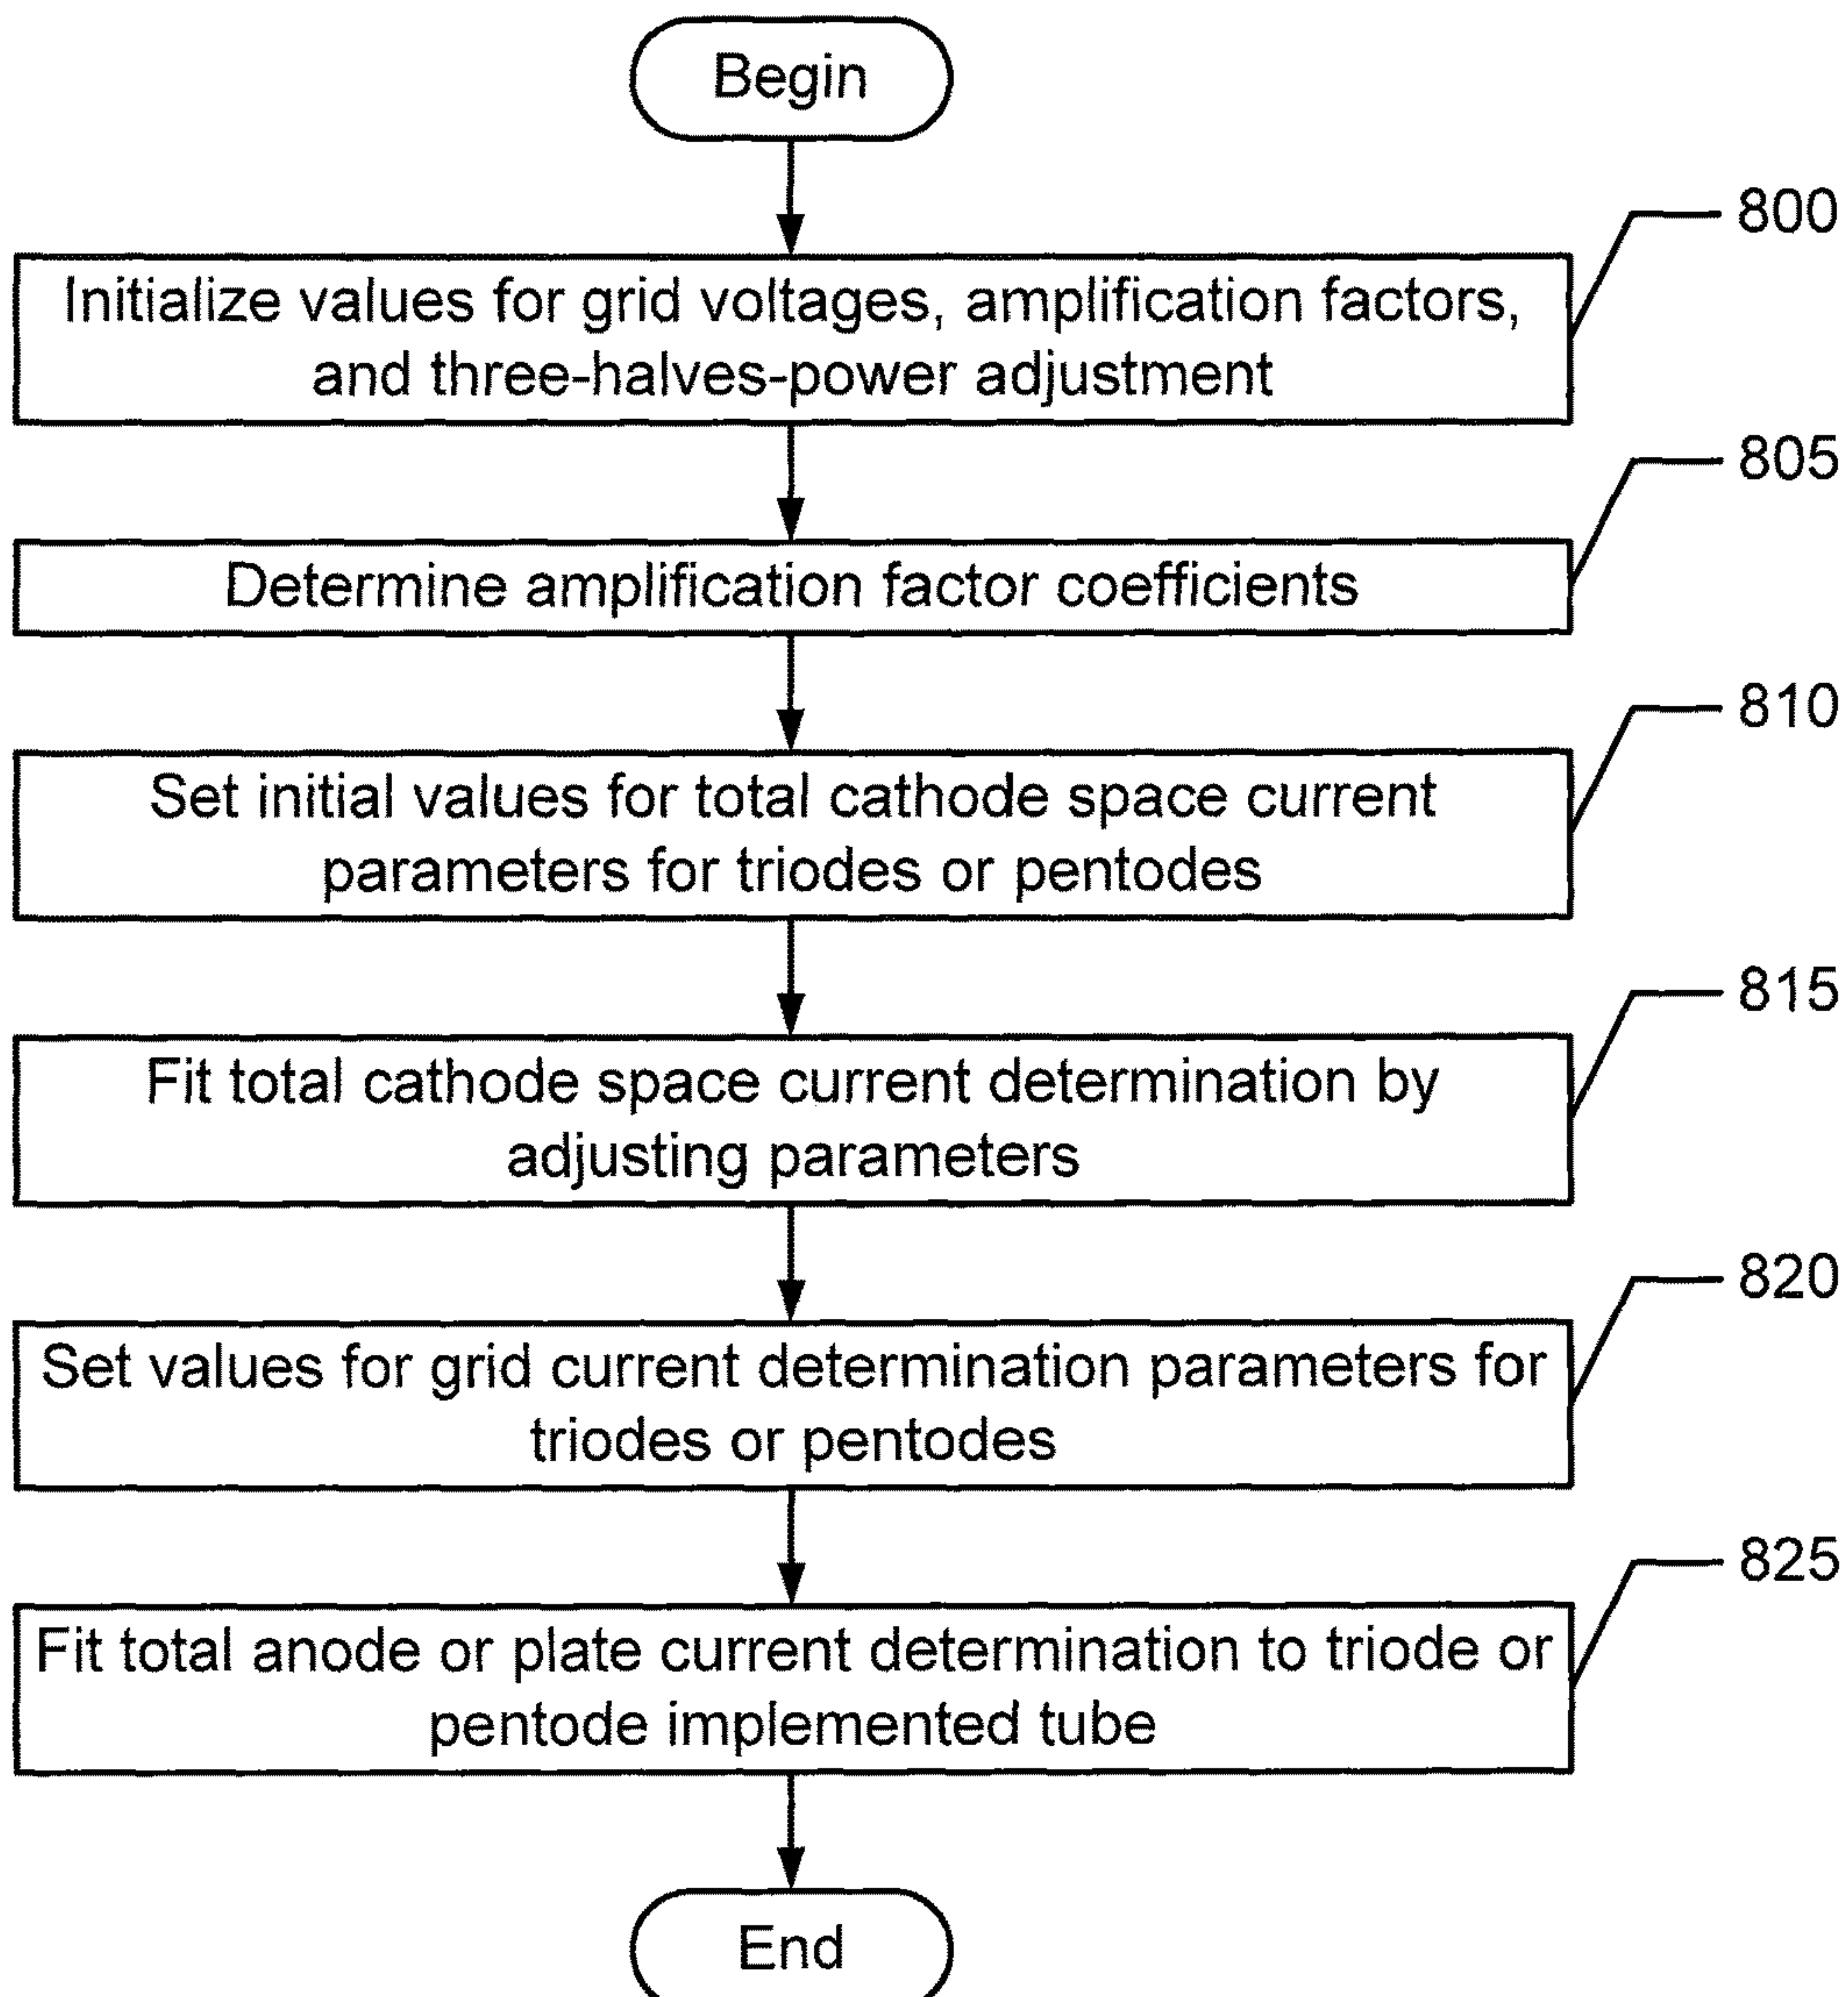 Begin
800
Initialize values for grid voltages, amplification factors,
and three-halves-power adjustment
805
Determine amplification factor coefficients
810
Set initial values for total cathode space current
parameters for triodes or pentodes
815
Fit total cathode space current determination by
adjusting parameters
820
Set values for grid current determination parameters for
triodes or pentodes
825
Fit total anode or plate current determination to triode or
pentode implemented tube
End